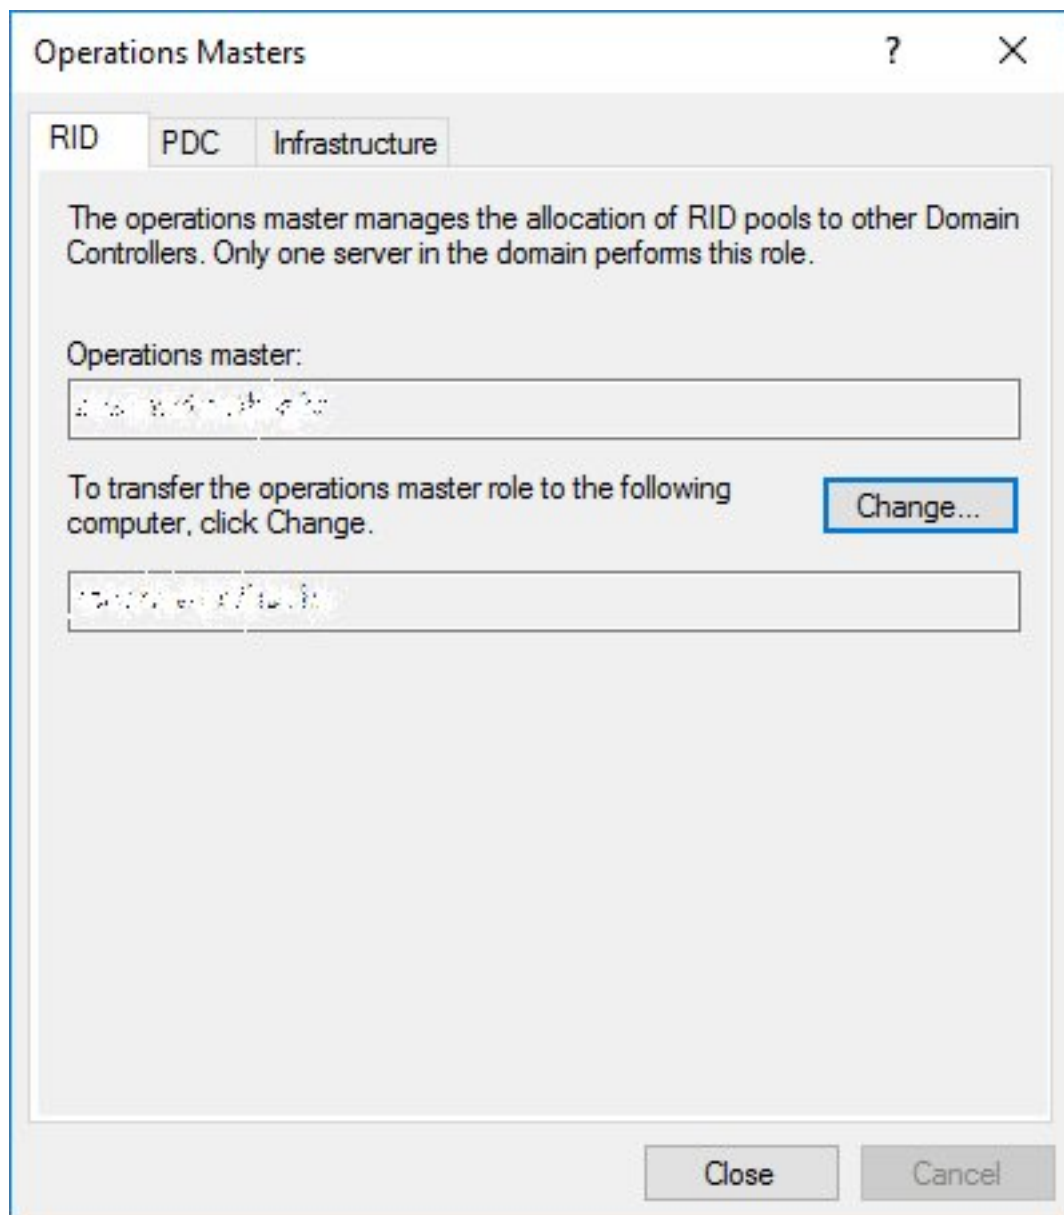 Operations Masters
?
RID
PDC
Infrastructure
The operations master manages the allocation of RID pools to other Domain
Controllers. Only one server in the domain performs this role.
Operations master:
To transfer the operations master role to the following
computer, click Change.
Change...
Close
Cancel